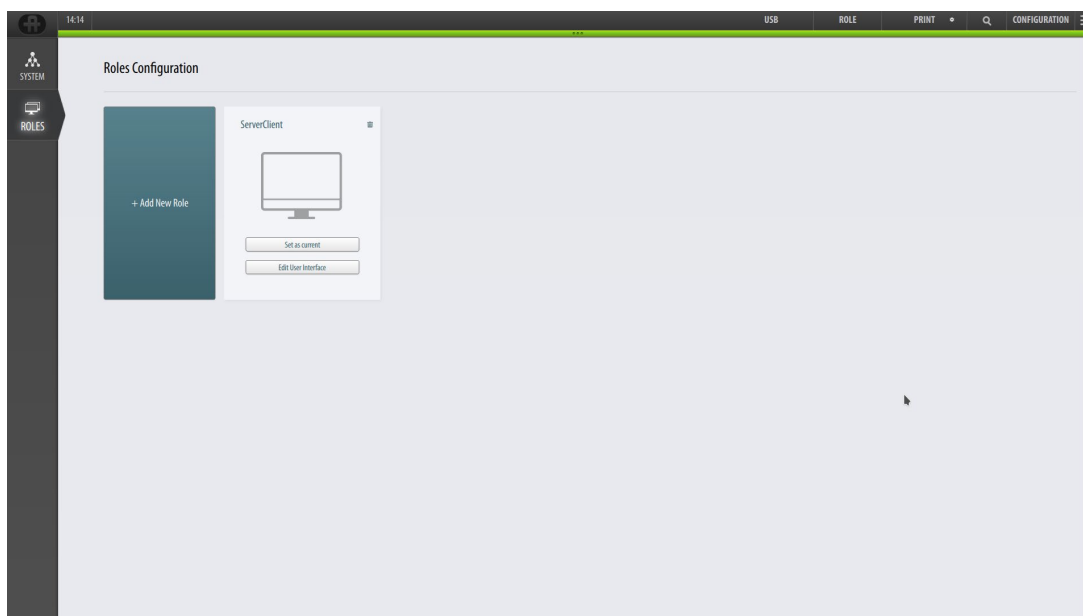 14:14 USB ROLE PRINT CONFIGURATION
SYSTEM
ROLES
Roles Configuration
+ Add New Role
ServerClient
Set as current
Edit User Interface